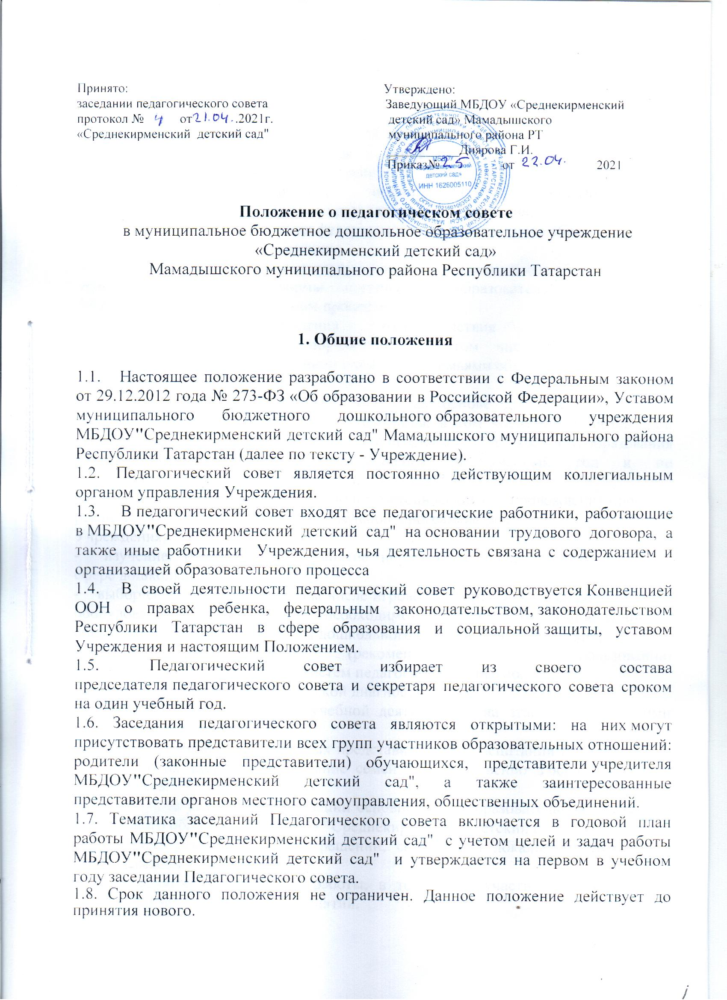 Принято:
заседании педагогического совета
протокол № 4 от 21.04. .2021г.
«Среднекирменский детский сад"
Утверждено:
Заведующий МБДОУ «Среднекирменский
детский сад» Мамадышского
муниципального района РТ
____________Диярова Г.И.
Приказ№ 25 от 22.04. 2021
МБДОУ
«Среднекирменский
детский сад»
ИНН 1626005110
ОГРН 1021601063527
Положение о педагогическом совете
в муниципальное бюджетное дошкольное образовательное учреждение
«Среднекирменский детский сад»
Мамадышского муниципального района Республики Татарстан
1. Общие положения
1.1. Настоящее положение разработано в соответствии с Федеральным законом
от 29.12.2012 года № 273-ФЗ «Об образовании в Российской Федерации», Уставом
муниципального бюджетного дошкольного образовательного учреждения
МБДОУ"Среднекирменский детский сад" Мамадышского муниципального района
Республики Татарстан (далее по тексту - Учреждение).
1.2. Педагогический совет является постоянно действующим коллегиальным
органом управления Учреждения.
1.3. В педагогический совет входят все педагогические работники, работающие
в МБДОУ"Среднекирменский детский сад" на основании трудового договора, а
также иные работники Учреждения, чья деятельность связана с содержанием и
организацией образовательного процесса
1.4. В своей деятельности педагогический совет руководствуется Конвенцией
ООН о правах ребенка, федеральным законодательством, законодательством
Республики Татарстан в сфере образования и социальной защиты, уставом
Учреждения и настоящим Положением.
1.5. Педагогический совет избирает из своего состава
председателя педагогического совета и секретаря педагогического совета сроком
на один учебный год.
1.6. Заседания педагогического совета являются открытыми: на них могут
присутствовать представители всех групп участников образовательных отношений:
родители (законные представители) обучающихся, представители учредителя
МБДОУ"Среднекирменский детский сад", а также заинтересованные
представители органов местного самоуправления, общественных объединений.
1.7. Тематика заседаний Педагогического совета включается в годовой план
работы МБДОУ"Среднекирменский детский сад" с учетом целей и задач работы
МБДОУ"Среднекирменский детский сад" и утверждается на первом в учебном
году заседании Педагогического совета.
1.8. Срок данного положения не ограничен. Данное положение действует до
принятия нового.
1